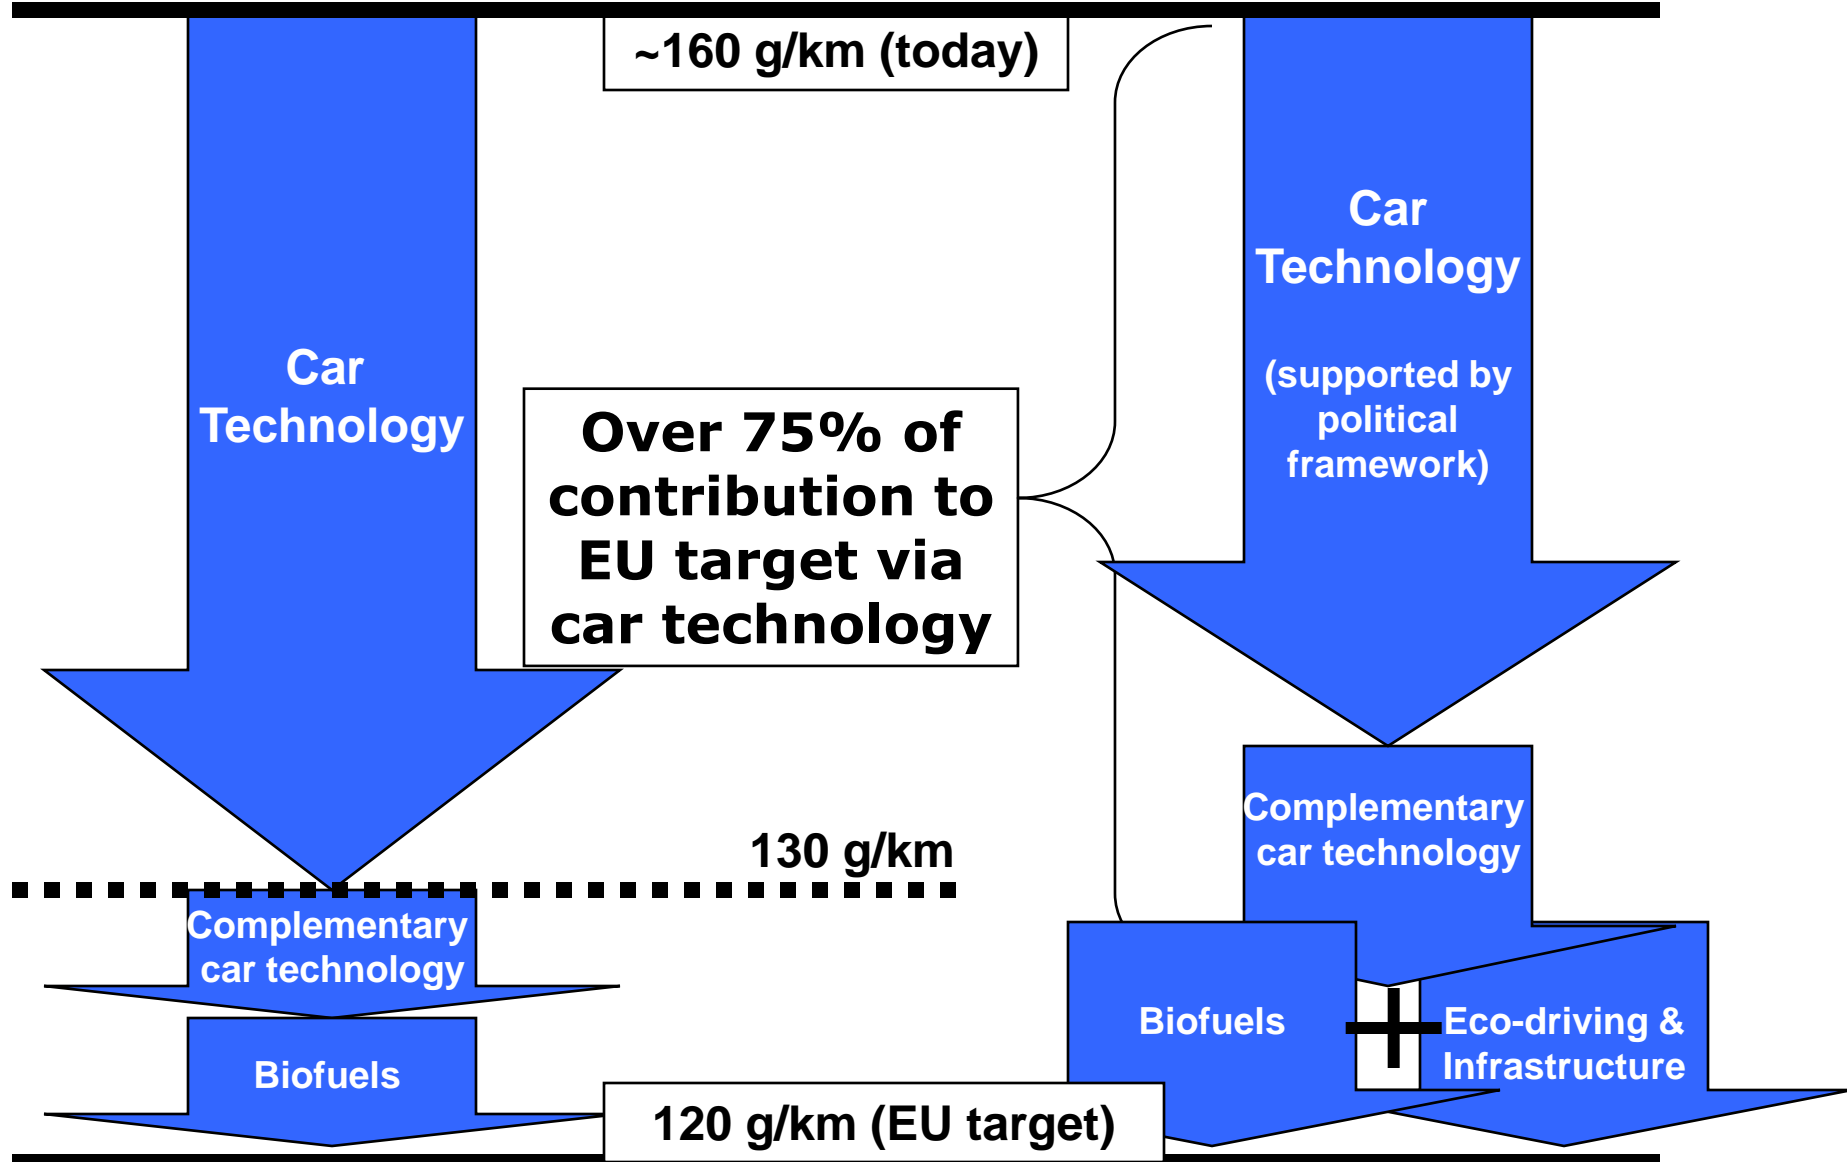 ~160 g/km (today)
Car
Technology
(supported by
political
framework)
Car
Technology
Over 75% of
contribution to
EU target via
car technology
130 g/km
Complementary
car technology
Complementary
car technology
Biofuels
+
Eco-driving &
Infrastructure
Biofuels
120 g/km (EU target)